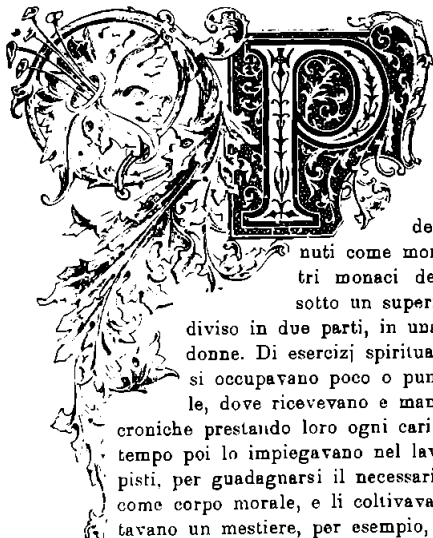 P
de
nuti come mon
tri monaci de
sotto un super
diviso in due parti, in una
donne. Di esercizj spiritua
si occupavano poco o pun
le, dove ricevevano e man
croniche prestando loro ogni cari
tempo poi lo impiegavano nel lav
pisti, per guadagnarsi il necessari
come corpo morale, e li coltiva
tavano un mestiere, per esempio,